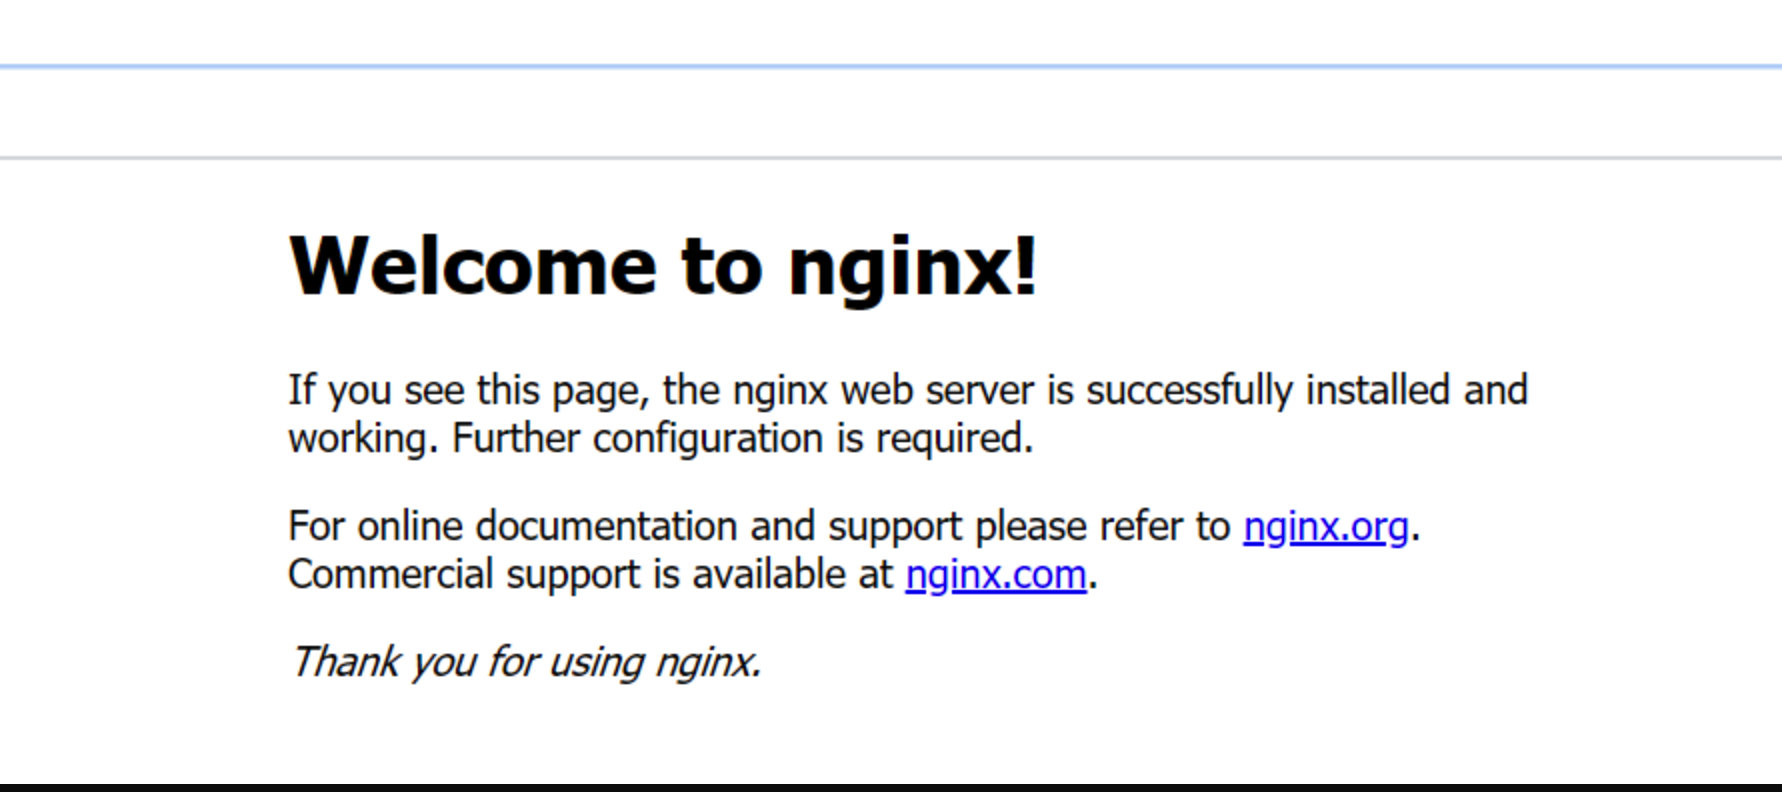 Welcome to nginx!
If you see this page, the nginx web server is successfully installed and
working. Further configuration is required.
For online documentation and support please refer to nginx.org.
Commercial support is available at nginx.com.
Thank you for using nginx.